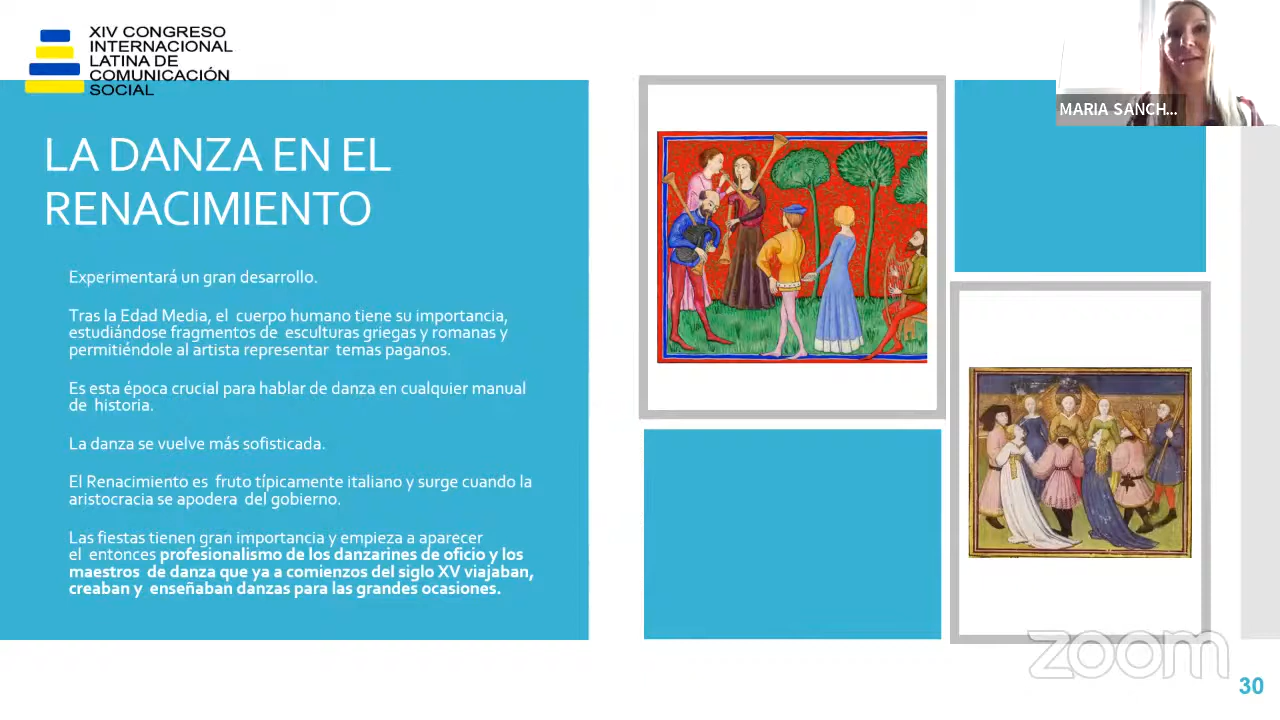 XIV CONGRESO
INTERNACIONAL
LATINA DE
COMUNICACIÓN
SOCIAL
MARIA SANCH...
LA DANZA EN EL
RENACIMIENTO
Experimentará un gran desarrollo.
Tras la Edad Media, el cuerpo humano tiene su importancia,
estudiándose fragmentos de esculturas griegas y romanas y
permitiéndole al artista representar temas paganos.
Es esta época crucial para hablar de danza en cualquier manual
de historia.
La danza se vuelve más sofisticada.
El Renacimiento es fruto típicamente italiano y surge cuando la
aristocracia se apodera del gobierno.
Las fiestas tienen gran importancia y empieza a aparecer
el entonces profesionalismo de los danzarines de oficio y los
maestros de danza que ya a comienzos del siglo XV viajaban,
creaban y enseñaban danzas para las grandes ocasiones.
zoom
30